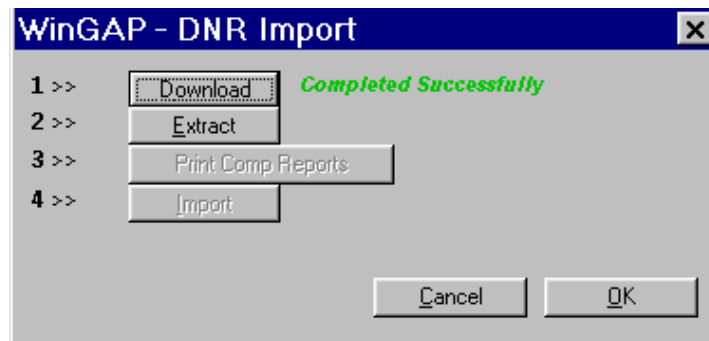 WinGAP - DNR Import
1 >> Download Completed Successfully
2 >> Extract
3 >> Print Comp Reports
4 >> Import
Cancel OK